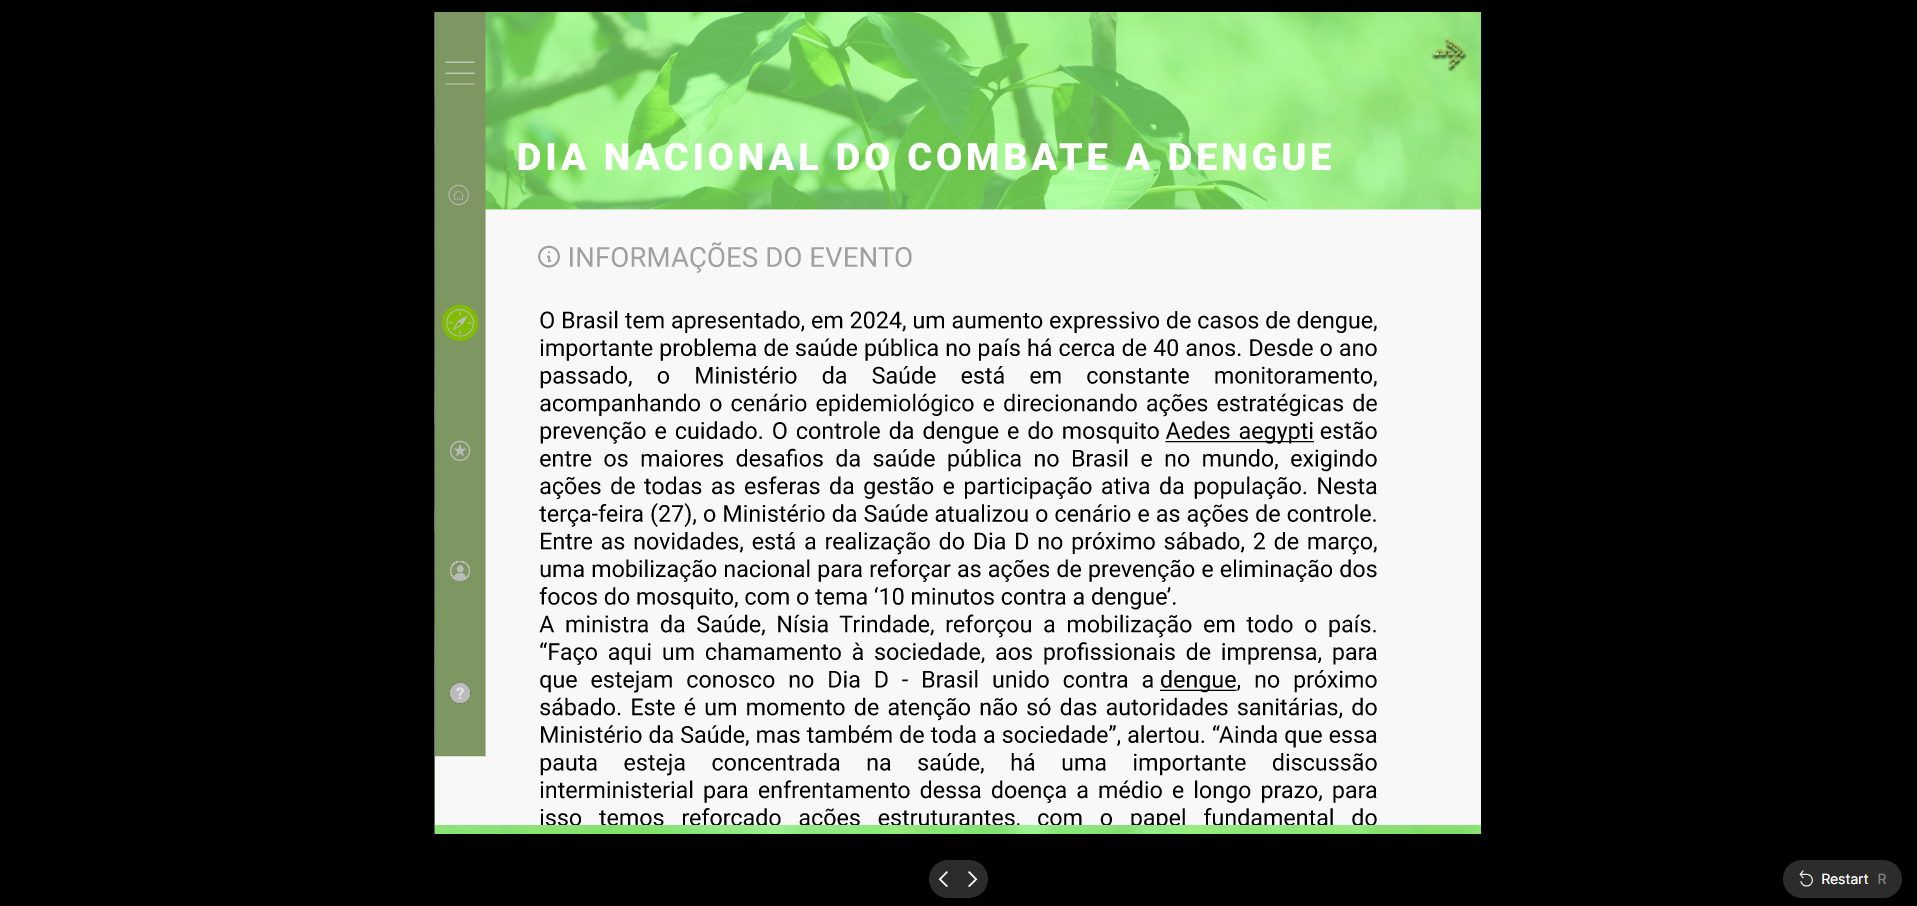 DIA NACIONAL DO COMBATE A DENGUE
INFORMAÇÕES DO EVENTO
O Brasil tem apresentado, em 2024, um aumento expressivo de casos de dengue,
importante problema de saúde pública no país há cerca de 40 anos. Desde o ano
passado, o Ministério da Saúde está em constante monitoramento,
acompanhando o cenário epidemiológico e direcionando ações estratégicas de
prevenção e cuidado. O controle da dengue e do mosquito Aedes aegypti estão
entre os maiores desafios da saúde pública no Brasil e no mundo, exigindo
ações de todas as esferas da gestão e participação ativa da população. Nesta
terça-feira (27), o Ministério da Saúde atualizou o cenário e as ações de controle.
Entre as novidades, está a realização do Dia D no próximo sábado, 2 de março,
uma mobilização nacional para reforçar as ações de prevenção e eliminação dos
focos do mosquito, com o tema ‘10 minutos contra a dengue’.
A ministra da Saúde, Nísia Trindade, reforçou a mobilização em todo o país.
“Faço aqui um chamamento à sociedade, aos profissionais de imprensa, para
que estejam conosco no Dia D - Brasil unido contra a dengue, no próximo
sábado. Este é um momento de atenção não só das autoridades sanitárias, do
Ministério da Saúde, mas também de toda a sociedade”, alertou. “Ainda que essa
pauta esteja concentrada na saúde, há uma importante discussão
interministerial para enfrentamento dessa doença a médio e longo prazo, para
isso temos reforçado ações estruturantes, com o papel fundamental do
Restart R